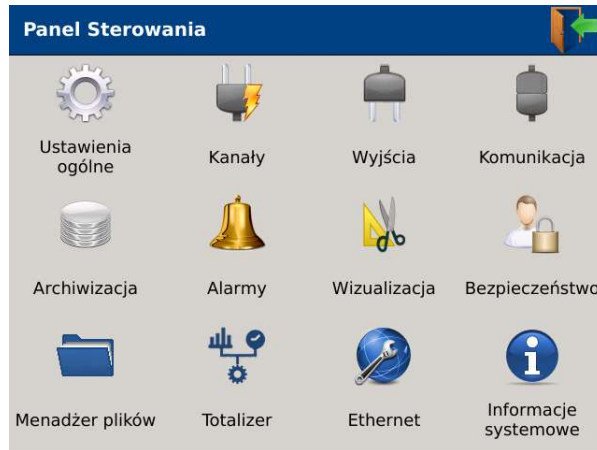 Panel Sterowania
Ustawienia
ogólne
Kanały
Wyjścia
Komunikacja
Archiwizacja
Alarmy
Wizualizacja
Bezpieczeństwo
Menadżer plików
Totalizer
Ethernet
Informacje
systemowe